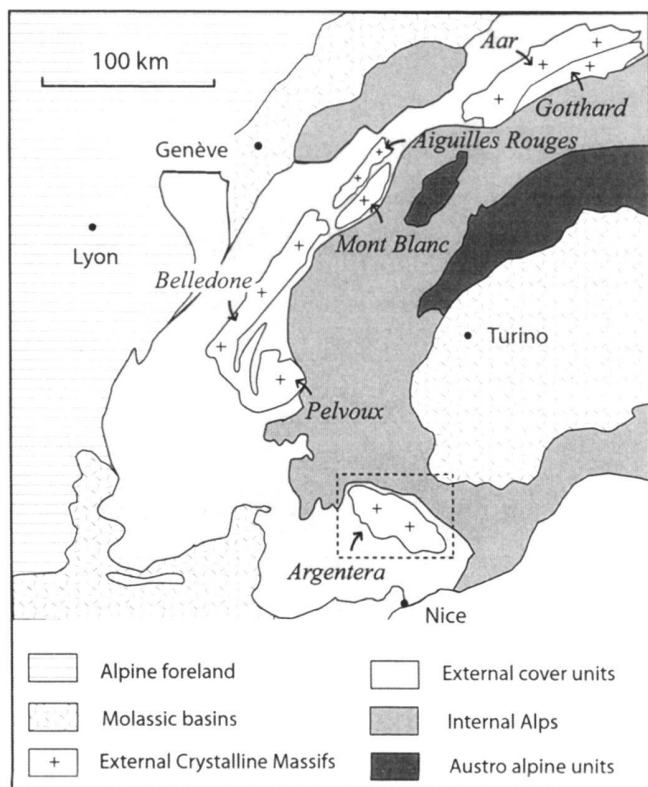 100 km
Aar
Gotthard
Genève
Aiguilles Rouges
Mont Blanc
Lyon
Belledone
Turino
Pelvoux
Argentera
Nice
Alpine foreland
External cover units
Molassic basins
Internal Alps
External Crystalline Massifs
Austro alpine units